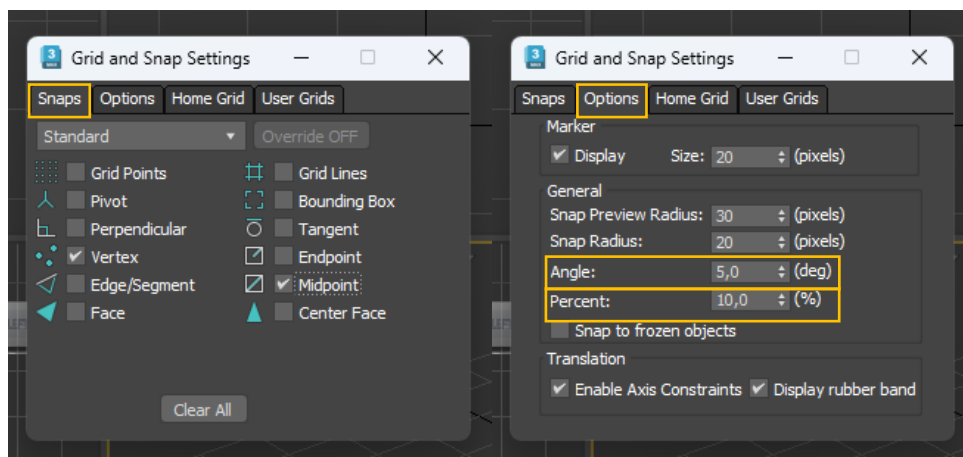 Grid and Snap Settings
Snaps Options Home Grid User Grids
Standard Override OFF
Grid Points Grid Lines
Pivot Bounding Box
Perpendicular Tangent
Vertex Endpoint
Edge/Segment Midpoint
Face Center Face
Clear All
Grid and Snap Settings
Snaps Options Home Grid User Grids
Marker
Display Size: 20 (pixels)
General
Snap Preview Radius: 30 (pixels)
Snap Radius: 20 (pixels)
Angle: 5,0 (deg)
Percent: 10,0 (%)
Snap to frozen objects
Translation
Enable Axis Constraints Display rubber band